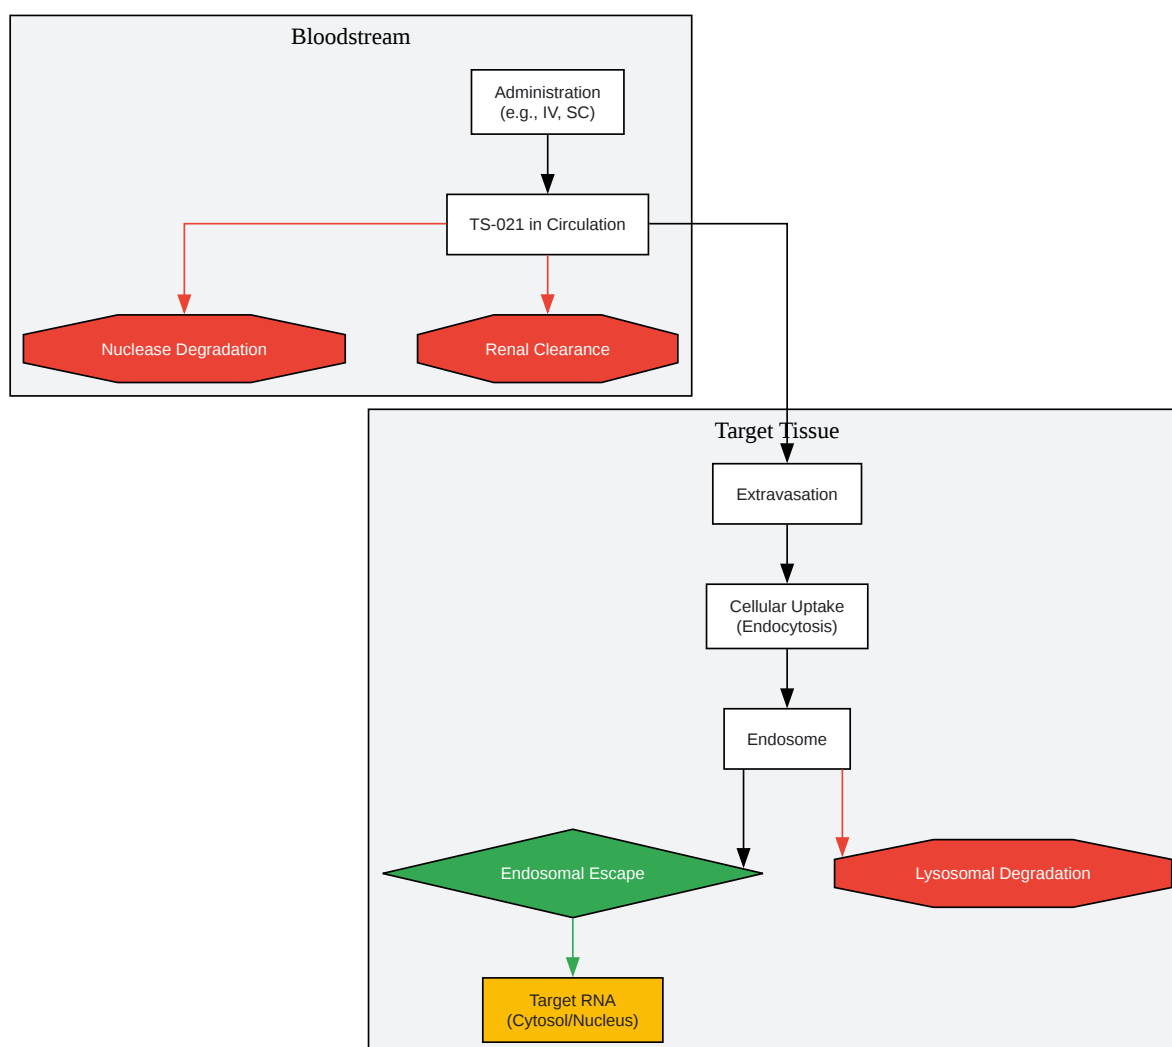 Bloodstream
Administration
(e.g., IV, SC)
TS-021 in Circulation
Nuclease Degradation
Renal Clearance
Target Tissue
Extravasation
Cellular Uptake
(Endocytosis)
Endosome
Endosomal Escape
Lysosomal Degradation
Target RNA
(Cytosol/Nucleus)